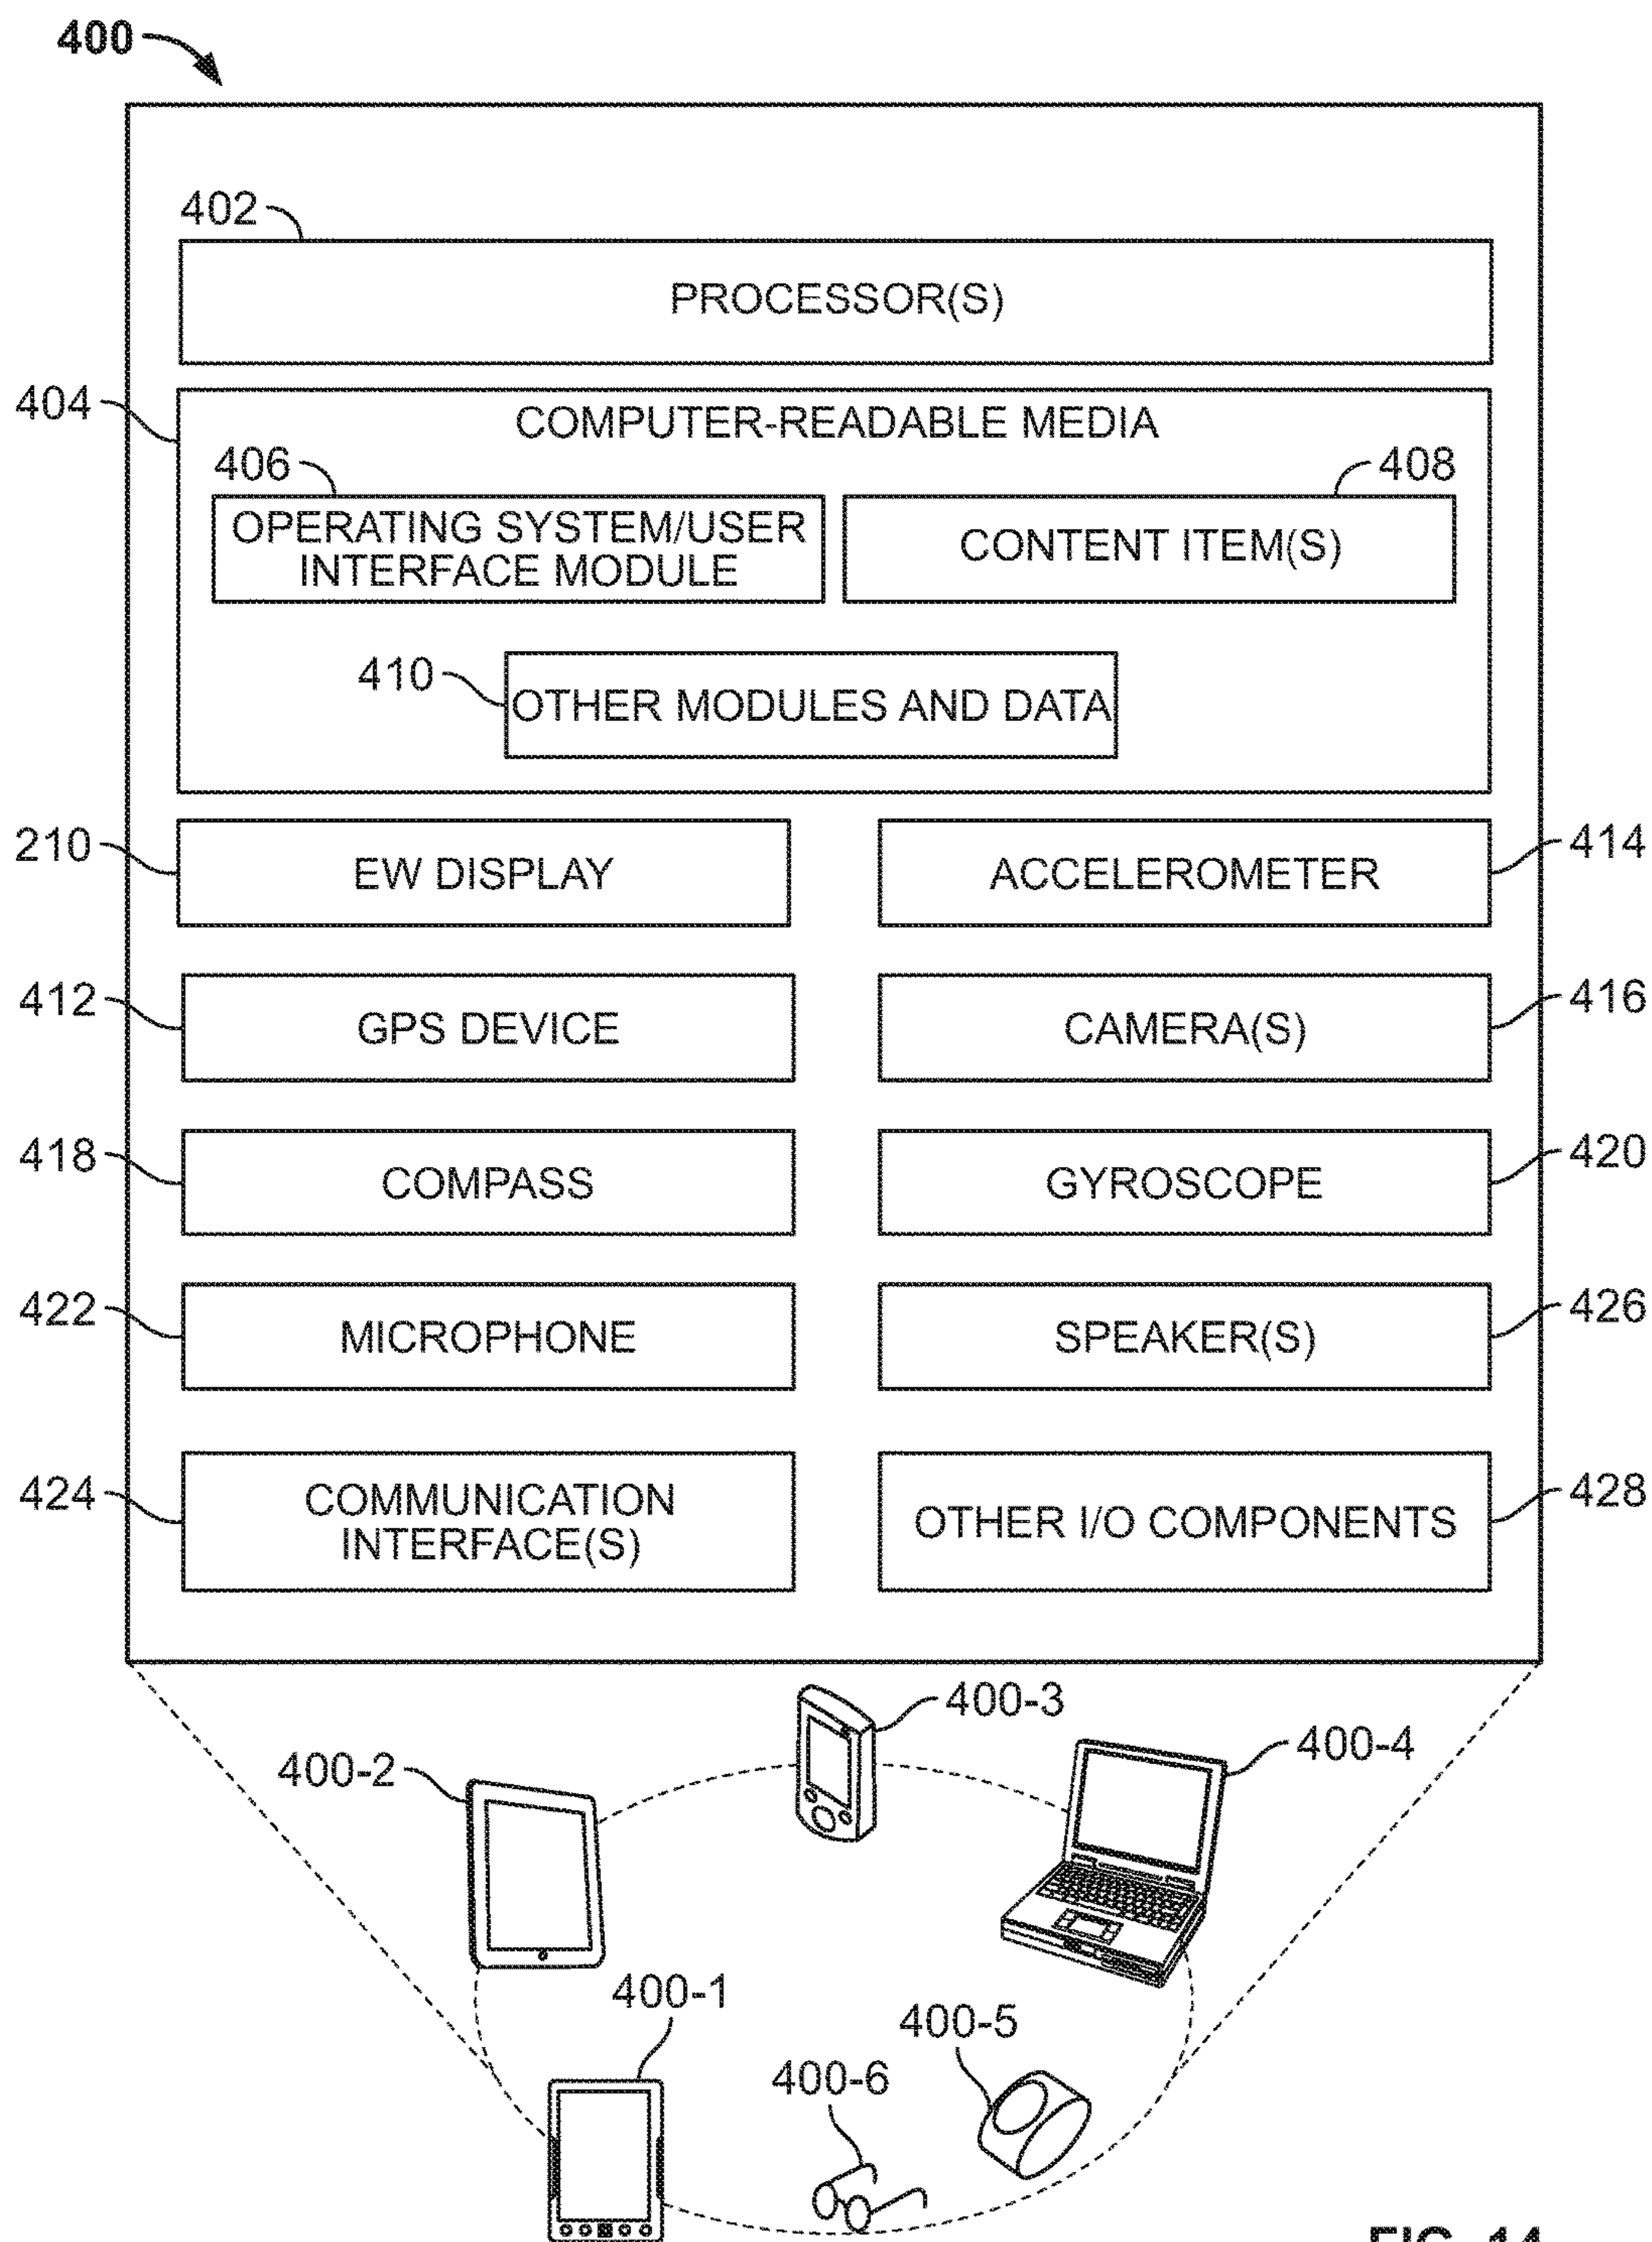 400
402
PROCESSOR(S)
404
COMPUTER-READABLE MEDIA
406
408
OPERATING SYSTEM/USER
INTERFACE MODULE
CONTENT ITEM(S)
410
OTHER MODULES AND DATA
210
EW DISPLAY
ACCELEROMETER
414
412
GPS DEVICE
CAMERA(S)
416
418
COMPASS
GYROSCOPE
420
422
MICROPHONE
SPEAKER(S)
426
424
COMMUNICATION
INTERFACE(S)
OTHER I/O COMPONENTS
428
400-3
400-2
400-4
400-1
400-5
400-6
FIG. 14